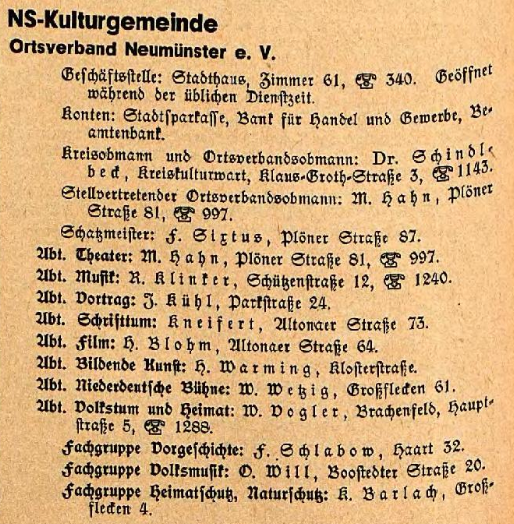 NS-Kulturgemeinde
Ortsverband Neumünster e. V.
Geschäftsstelle: Stadthaus, Zimmer 61, ☎ 340. Geöffnet
während der üblichen Dienstzeit.
Konten: Stadtsparkasse, Bank für Handel und Gewerbe, Be-
amtenbank.
Kreisobmann und Ortsverbandsobmann: Dr. Schindl-
beck, Kreiskulturwart, Klaus-Groth-Straße 3, ☎ 1143.
Stellvertretender Ortsverbandsobmann: M. Hahn, Plöner
Straße 81, ☎ 997.
Schatzmeister: F. Sixtus, Plöner Straße 87.
Abt. Theater: M. Hahn, Plöner Straße 81, ☎ 997.
Abt. Musik: R. Klinker, Schützenstraße 12, ☎ 1240.
Abt. Vortrag: J. Kühl, Parkstraße 24.
Abt. Schrifttum: Kneifert, Altonaer Straße 73.
Abt. Film: H. Blohm, Altonaer Straße 64.
Abt. Bildende Kunst: H. Warming, Klosterstraße.
Abt. Niederdeutsche Bühne: W. Wetzig, Großflecken 61.
Abt. Volkstum und Heimat: W. Vogler, Brachenfeld, Haupt-
straße 5, ☎ 1288.
Fachgruppe Vorgeschichte: F. Schlabow, Haart 32.
Fachgruppe Volksmusik: O. Will, Boostedter Straße 20.
Fachgruppe Heimatschutz, Naturschutz: K. Barlach, Groß-
flecken 4.